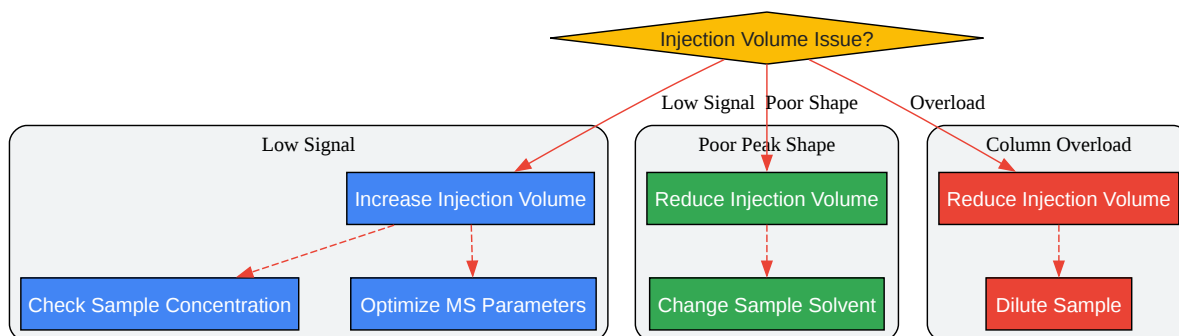 Injection Volume Issue?
Low Signal
Poor Shape
Overload
Low Signal
Poor Peak Shape
Column Overload
Increase Injection Volume
Reduce Injection Volume
Reduce Injection Volume
Check Sample Concentration
Optimize MS Parameters
Change Sample Solvent
Dilute Sample